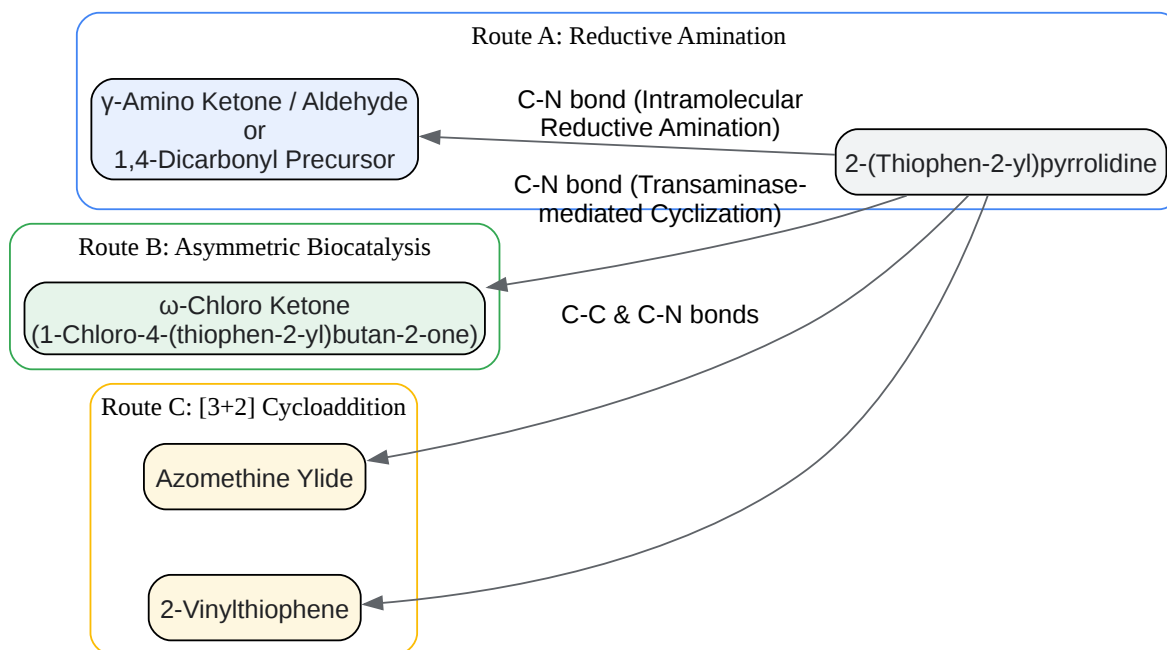 Route A: Reductive Amination
γ-Amino Ketone / Aldehyde
or
1,4-Dicarbonyl Precursor
C-N bond (Intramolecular
Reductive Amination)
2-(Thiophen-2-yl)pyrrolidine
C-N bond (Transaminase-
mediated Cyclization)
Route B: Asymmetric Biocatalysis
ω-Chloro Ketone
(1-Chloro-4-(thiophen-2-yl)butan-2-one)
C-C & C-N bonds
Route C: [3+2] Cycloaddition
Azomethine Ylide
2-Vinylthiophene